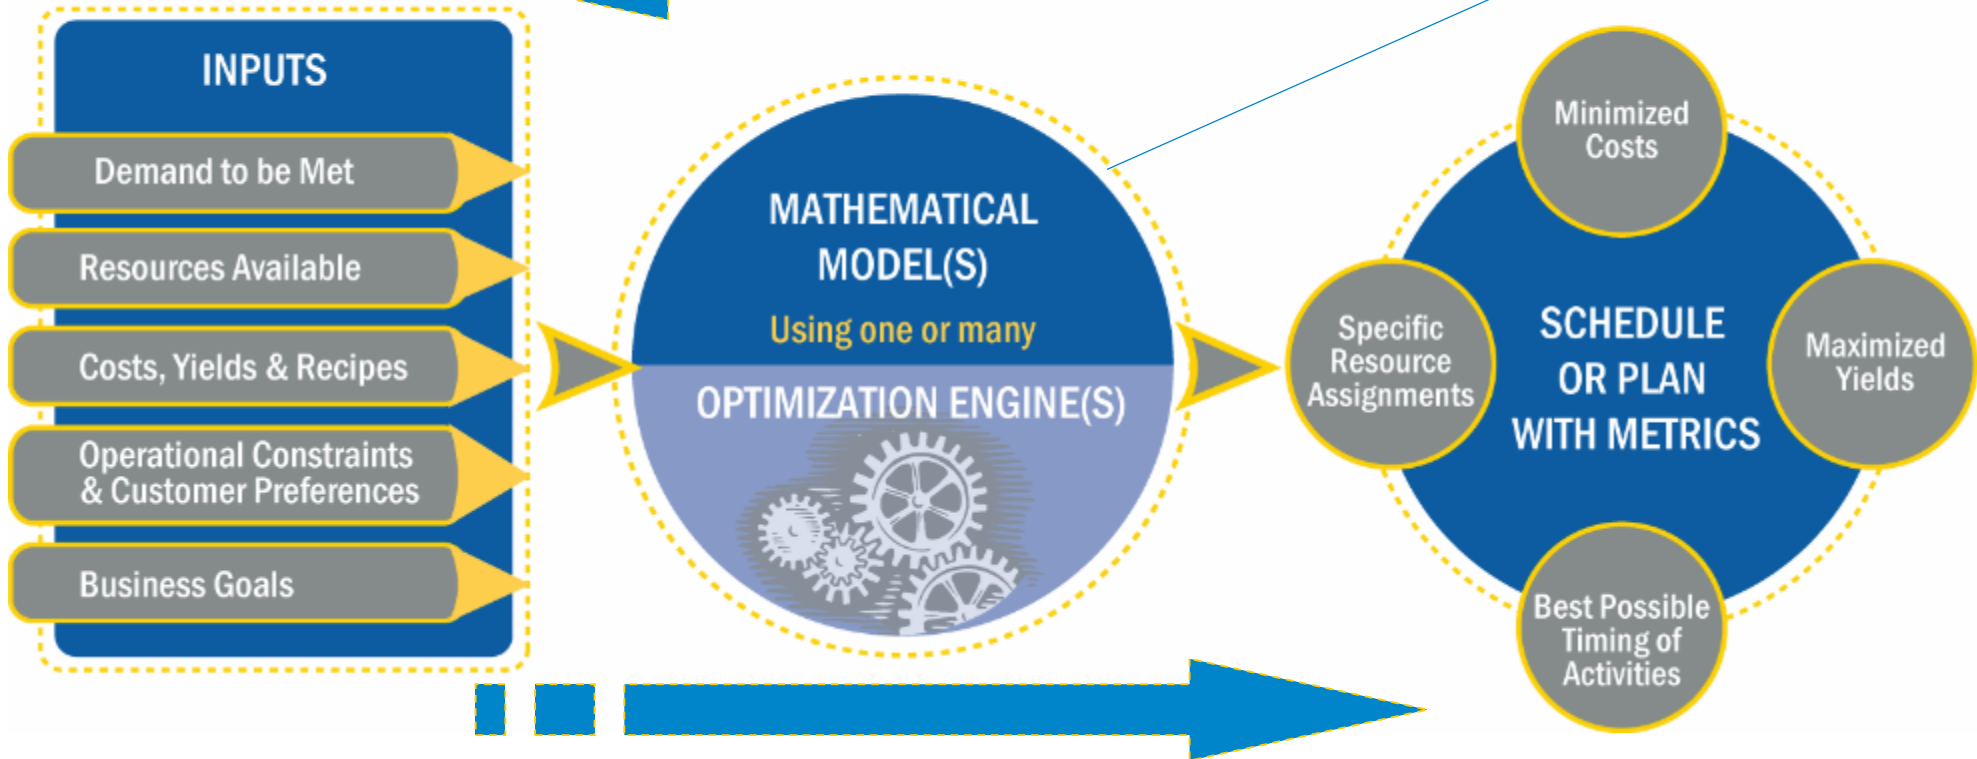 INPUTS
Demand to be Met
Resources Available
Costs, Yields & Recipes
Operational Constraints
& Customer Preferences
Business Goals
MATHEMATICAL
MODEL(S)
Using one or many
OPTIMIZATION ENGINE(S)
Minimized
Costs
Specific
Resource
Assignments
SCHEDULE
OR PLAN
WITH METRICS
Maximized
Yields
Best Possible
Timing of
Activities